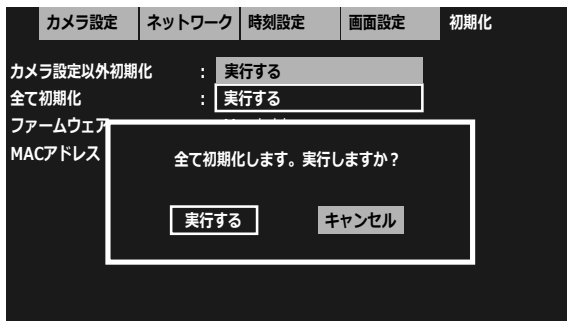 カメラ設定 ネットワーク 時刻設定 画面設定 初期化
カメラ設定以外初期化 : 実行する
全て初期化 : 実行する
ファームウェア
MACアドレス
全て初期化します。実行しますか？
実行する キャンセル